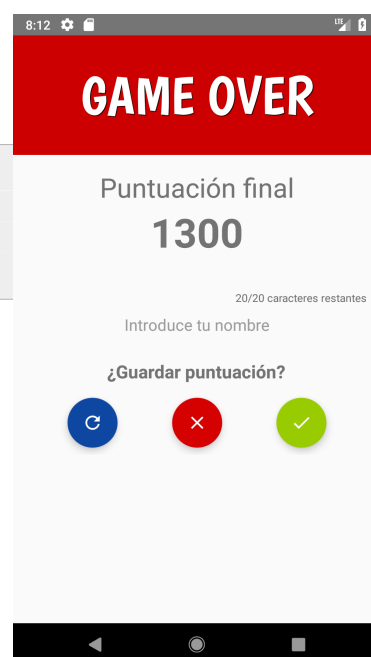 8:12
LTE
GAME OVER
Puntuación final
1300
20/20 caracteres restantes
Introduce tu nombre
¿Guardar puntuación?